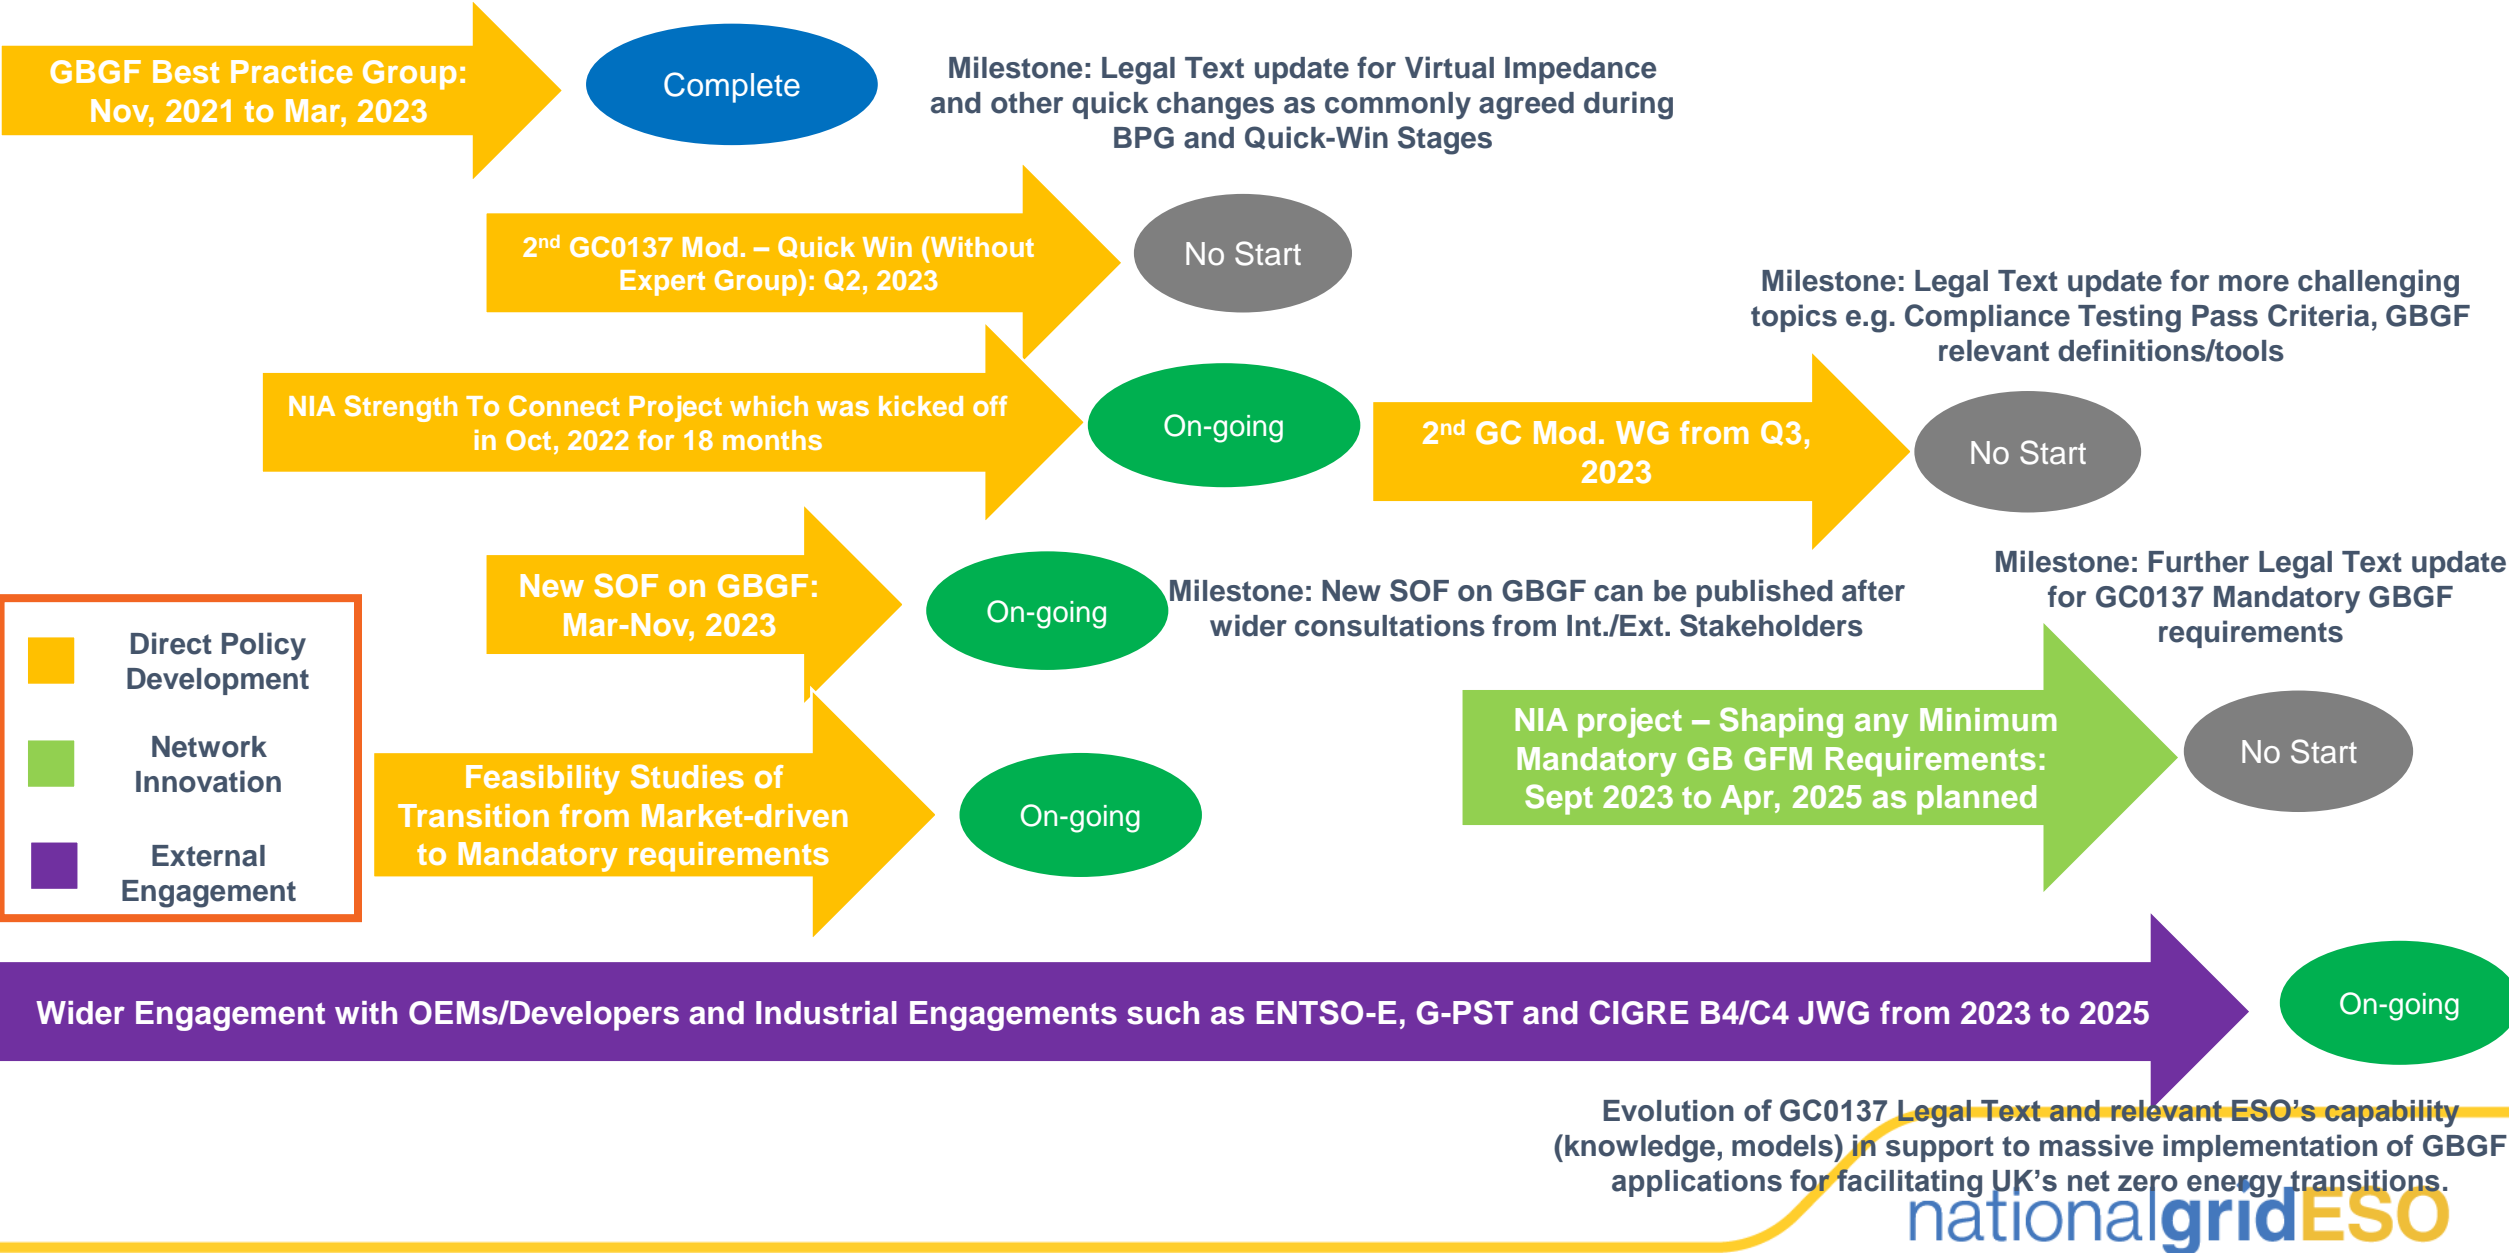 GBGF Best Practice Group:
Nov, 2021 to Mar, 2023
Complete
Milestone: Legal Text update for Virtual Impedance
and other quick changes as commonly agreed during
BPG and Quick-Win Stages
2nd GC0137 Mod. – Quick Win (Without
Expert Group): Q2, 2023
No Start
Milestone: Legal Text update for more challenging
topics e.g. Compliance Testing Pass Criteria, GBGF
relevant definitions/tools
NIA Strength To Connect Project which was kicked off
in Oct, 2022 for 18 months
On-going
2nd GC Mod. WG from Q3,
2023
No Start
New SOF on GBGF:
Mar-Nov, 2023
On-going
Milestone: New SOF on GBGF can be published after
wider consultations from Int./Ext. Stakeholders
Milestone: Further Legal Text update
for GC0137 Mandatory GBGF
requirements
Direct Policy
Development
Network
Innovation
External
Engagement
Feasibility Studies of
Transition from Market-driven
to Mandatory requirements
On-going
NIA project – Shaping any Minimum
Mandatory GB GFM Requirements:
Sept 2023 to Apr, 2025 as planned
No Start
Wider Engagement with OEMs/Developers and Industrial Engagements such as ENTSO-E, G-PST and CIGRE B4/C4 JWG from 2023 to 2025
On-going
Evolution of GC0137 Legal Text and relevant ESO’s capability
(knowledge, models) in support to massive implementation of GBGF
applications for facilitating UK’s net zero energy transitions.
nationalgridESO